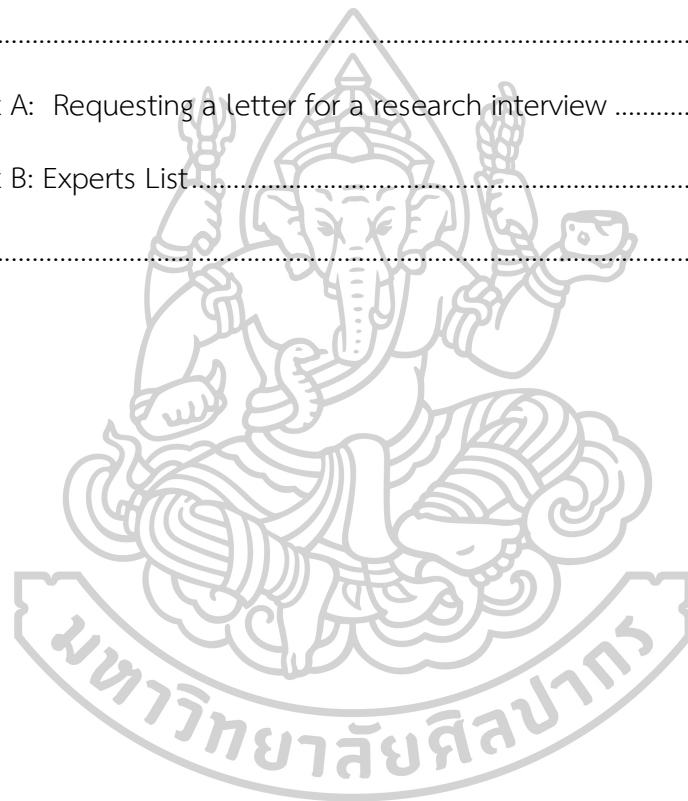 ................................................................................
A: Requesting a letter for a research interview ..........
B: Experts List..........................................................
................................................................................
มหาวิทยาลัยศิลปากร